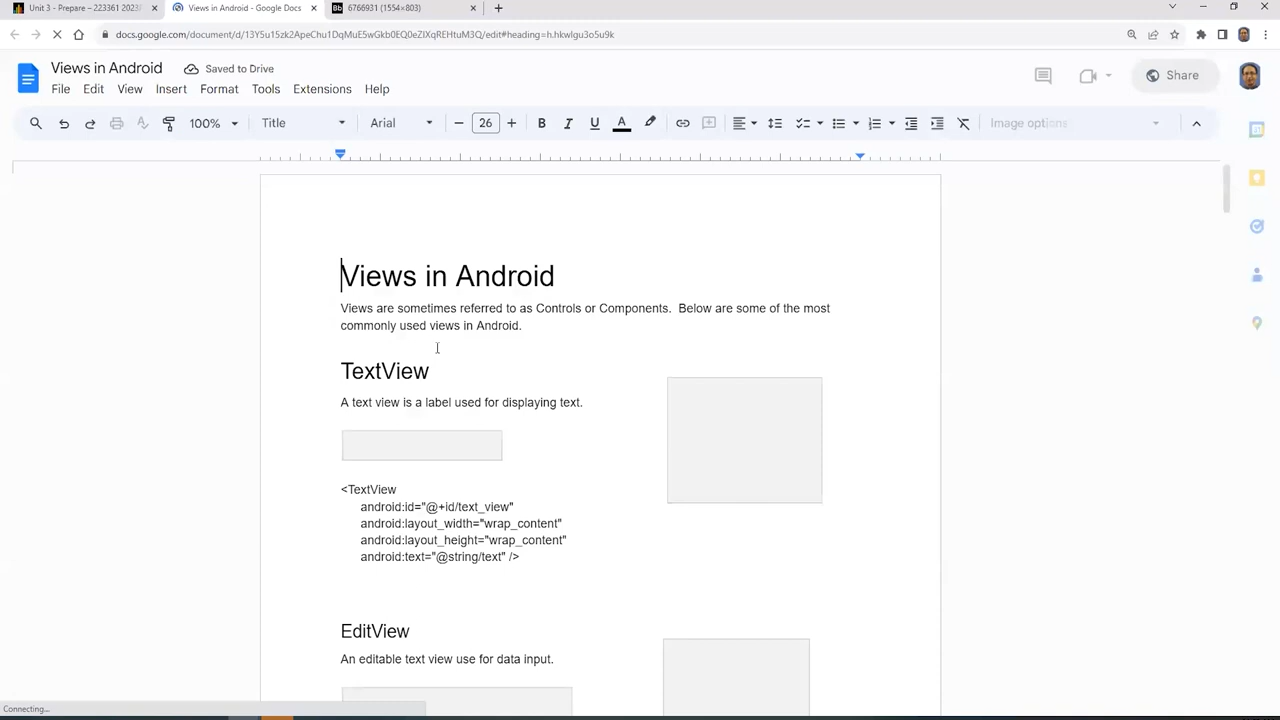 Unit 3 - Prepare – 223361 2023
Views in Android - Google Docs
Bb
6766931 (1554×803)
docs.google.com/document/d/13Y5u15zk2ApeChu1DqMuE5wGkb0EQ0eZIXqREHtuM3Q/edit#heading=h.hkwlgu3o5u9k
Views in Android
Saved to Drive
File Edit View Insert Format Tools Extensions Help
Share
100% Title Arial 26 B I U A Image options
Views in Android
Views are sometimes referred to as Controls or Components.  Below are some of the most
commonly used views in Android.
TextView
A text view is a label used for displaying text.
<TextView
android:id="@+id/text_view"
android:layout_width="wrap_content"
android:layout_height="wrap_content"
android:text="@string/text" />
EditView
An editable text view use for data input.
Connecting...